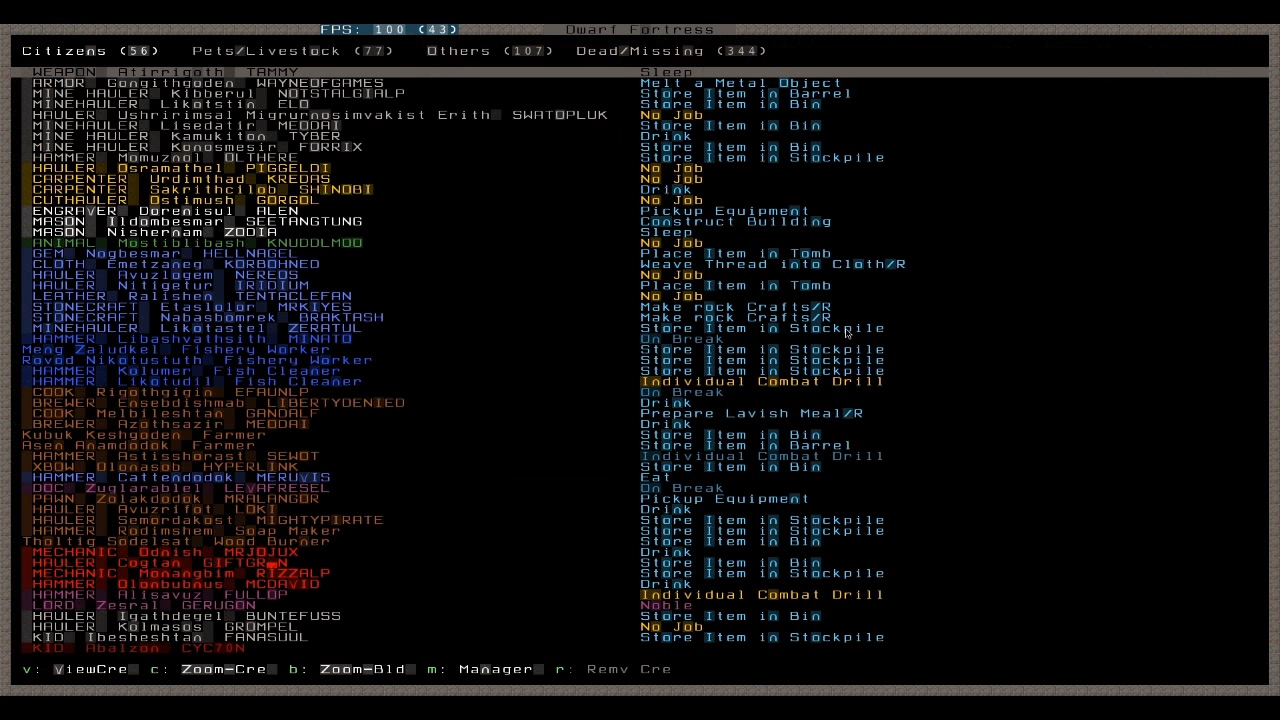 FPS: 100 (43) Dwarf Fortress
Citizens (56) Pets/Livestock (77) Others (107) Dead/Missing (344)
WEAPON Atirrigoth TAMMY Sleep
ARMOR Gongithgoden WAYNEOFGAMES Melt a Metal Object
MINE HAULER Kibberul NOTSTALGIALP Store Item in Barrel
MINEHAULER Likotstin ELO Store Item in Bin
HAULER Ushririmsal Migrurnosimvakist Erith SWATOPLUK No Job
MINEHAULER Lisedatir MEODAI Store Item in Bin
MINE HAULER Kamukiton TYBER Drink
MINE HAULER Konosmesir FORRIX Store Item in Bin
HAMMER Momuznol OLTHERE Store Item in Stockpile
HAULER Osramathel PIGGELDI No Job
CARPENTER Urdimthad KREDAS No Job
CARPENTER Sakrithcilob SHINOBI Drink
CUTHAULER Ostimush GORGOL No Job
ENGRAVER Dorenisul ALEN Pickup Equipment
MASON Ildombesmar SEETANGTUNG Construct Building
MASON Nishernam ZODIA Sleep
ANIMAL Mostiblibash KNUDDLMOO No Job
GEM Nogbesmar HELLNAGEL Place Item in Tomb
CLOTH Emetzaneg KORBOHNED Weave Thread into Cloth/R
HAULER Avuzlogem NEREOS No Job
HAULER Nitigetur IRIDIUM Place Item in Tomb
LEATHER Ralishen TENTACLEFAN No Job
STONECRAFT Etaslolor MRKIYES Make rock Crafts/R
STONECRAFT Nabasbomrek BRAKTASH Make rock Crafts/R
MINEHAULER Likotastel ZERATUL Store Item in Stockpile
HAMMER Libashvathsith MINATO On Break
Meng Zaludkel Fishery Worker Store Item in Stockpile
Rovod Nikotustuth Fishery Worker Store Item in Stockpile
HAMMER Kolumer Fish Cleaner Store Item in Stockpile
HAMMER Likotudil Fish Cleaner Individual Combat Drill
COOK Rigothgigin EFAUNLP On Break
BREWER Ensebdishmab LIBERTYDENIED Drink
COOK Melbileshtan GANDALF Prepare Lavish Meal/R
BREWER Azothsazir MEODAI Drink
Kubuk Keshgoden Farmer Store Item in Bin
Asen Anamdodok Farmer Store Item in Barrel
HAMMER Astisshorast SEWOT Individual Combat Drill
XBOW Olonasob HYPERLINK Store Item in Bin
HAMMER Cattendodok MERUVIS Eat
DOC Zuglarablel LEVAFRESEL On Break
PAWN Zolakdodok MRALANGOR Pickup Equipment
HAULER Avuzrifot LOKI Drink
HAULER Semordakost MIGHTYPIRATE Store Item in Stockpile
HAMMER Rodimshem Soap Maker Store Item in Stockpile
Tholtig Sodelsat Wood Burner Store Item in Bin
MECHANIC Odnish MRJOJUX Drink
HAULER Cogtan Store Item in Bin
MECHANIC Monangbim RIZZALP Store Item in Stockpile
HAMMER Olonbubnus MCDAVID Drink
HAMMER Alisavuz FULLOP Individual Combat Drill
LORD Zesral GERUGON Noble
HAULER Igathdegel BUNTEFUSS Store Item in Bin
HAULER Kolmasos GROMPEL No Job
KID Ibesheshtan FANASUUL Store Item in Stockpile
KID Abalzon CYC70N
v: ViewCre c: Zoom-Cre b: Zoom-Bld m: Manager r: Remv Cre